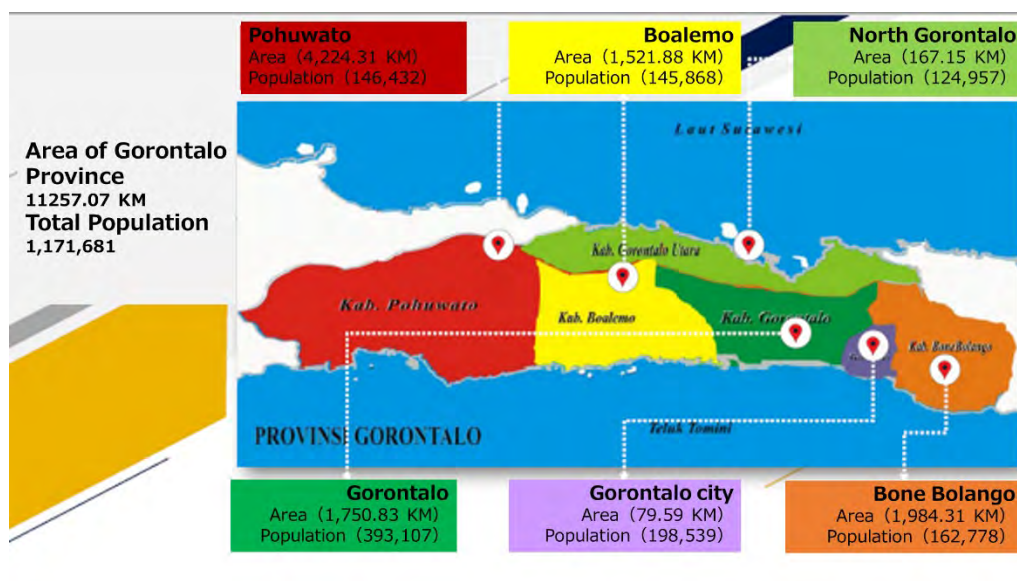 Pohuwato
Area (4,224.31 KM)
Population (146,432)
Boalemo
Area (1,521.88 KM)
Population (145,868)
North Gorontalo
Area (167.15 KM)
Population (124,957)
Area of Gorontalo
Province
11257.07 KM
Total Population
1,171,681
Laut Sucawesi
Kab. Gorontalo Utara
Kab. Pohuwato
Kab. Boalemo
Kab. Gorontalo
Kab. BoneBolango
PROVINSI GORONTALO
Teluk Tomini
Gorontalo
Area (1,750.83 KM)
Population (393,107)
Gorontalo city
Area (79.59 KM)
Population (198,539)
Bone Bolango
Area (1,984.31 KM)
Population (162,778)